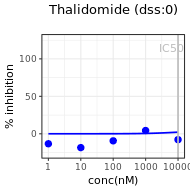 Thalidomide (dss:0)
IC50
100
50
0
% inhibition
1 10 100 1000 10000
conc(nM)